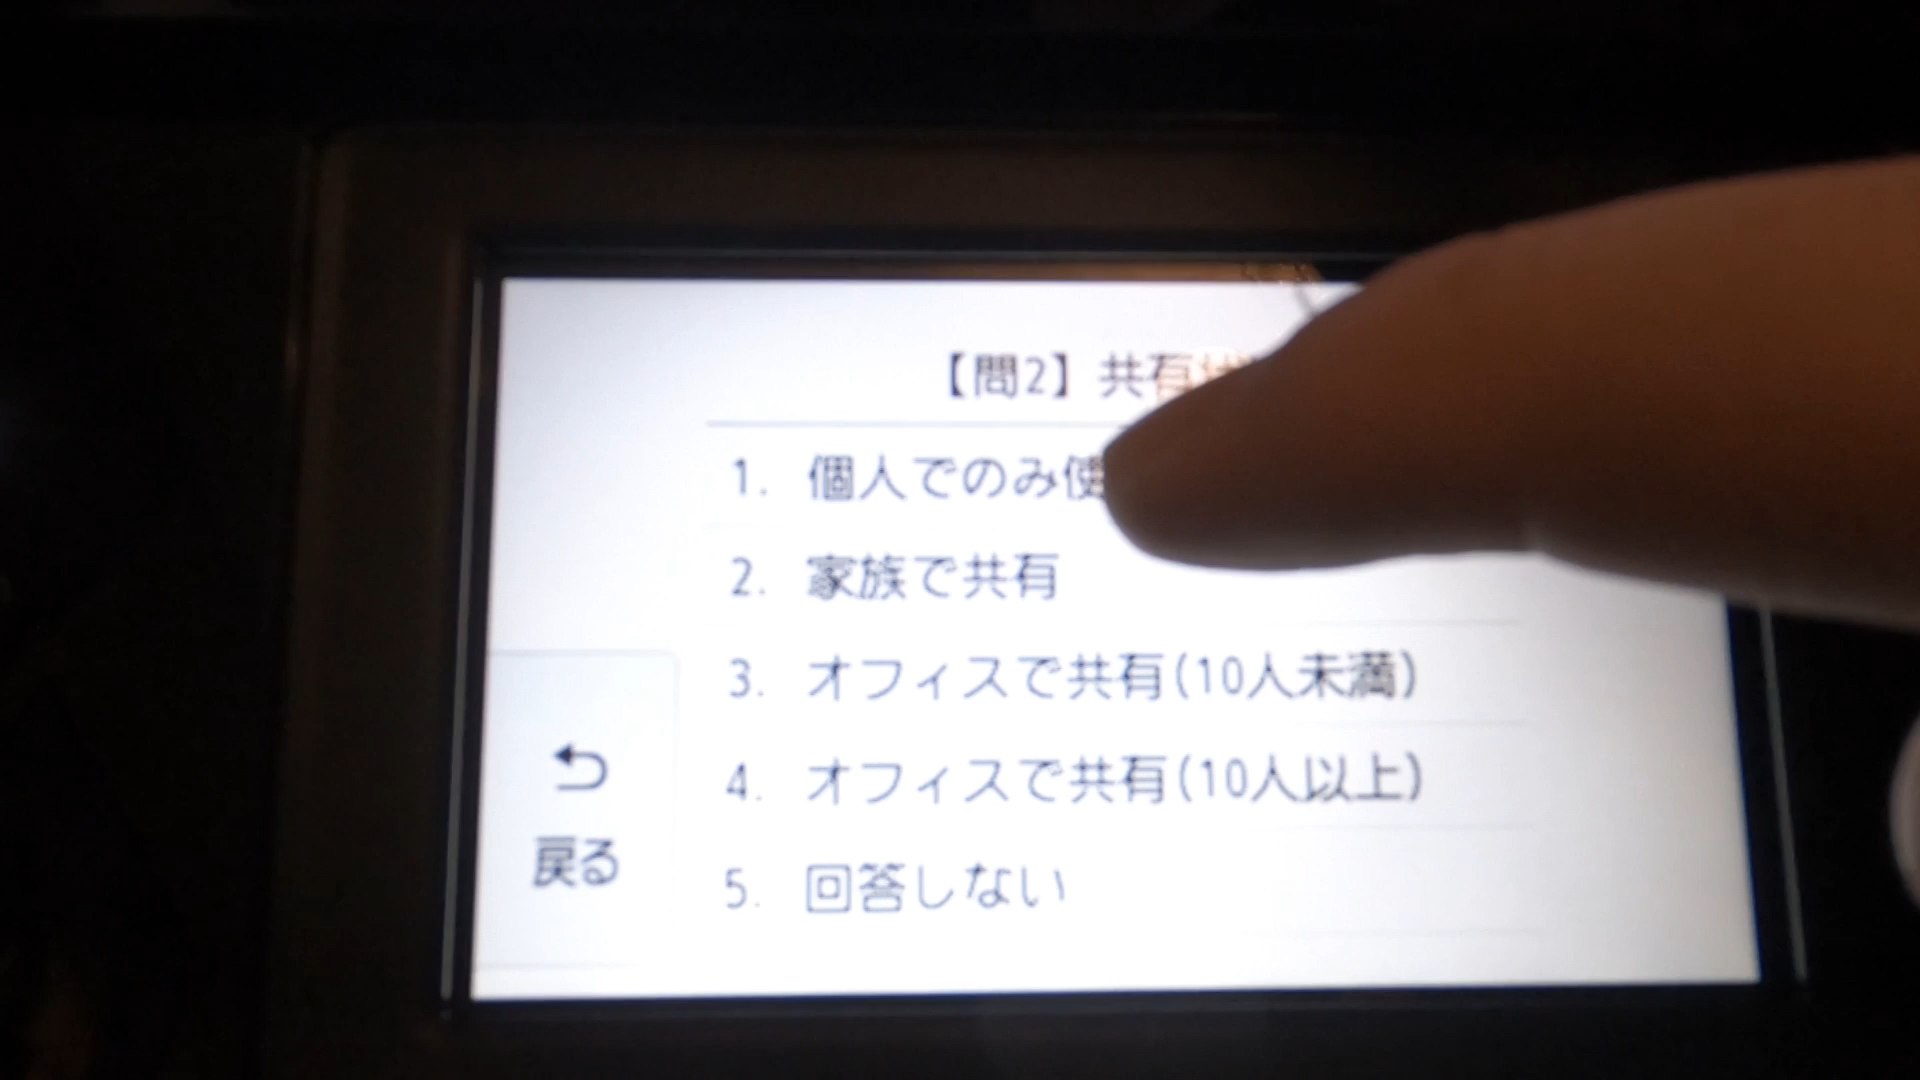 【問2】共有
1. 個人でのみ使
2. 家族で共有
3. オフィスで共有(10人未満)
4. オフィスで共有(10人以上)
5. 回答しない
戻る